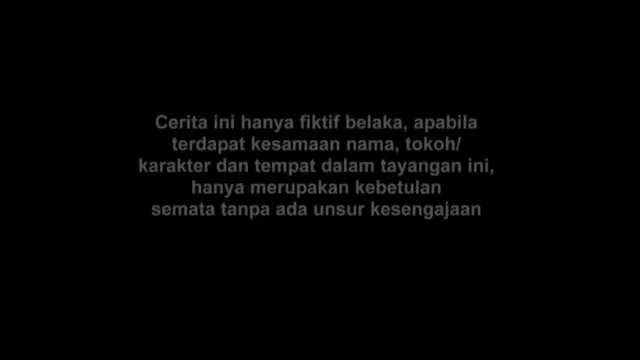 Cerita ini hanya fiktif belaka, apabila
terdapat kesamaan nama, tokoh/
karakter dan tempat dalam tayangan ini,
hanya merupakan kebetulan
semata tanpa ada unsur kesengajaan